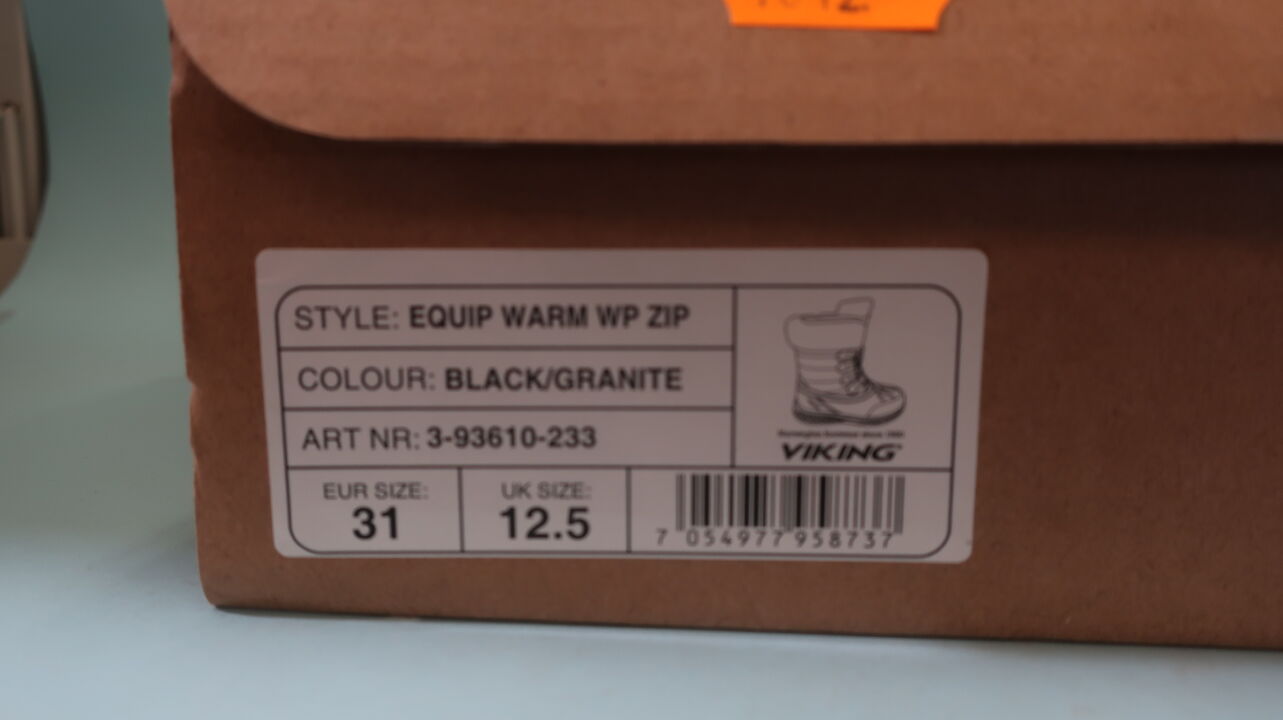 STYLE: EQUIP WARM WP ZIP
COLOUR: BLACK/GRANITE
ART NR: 3-93610-233
VIKING
EUR SIZE:
31
UK SIZE:
12.5
7 054977 958737